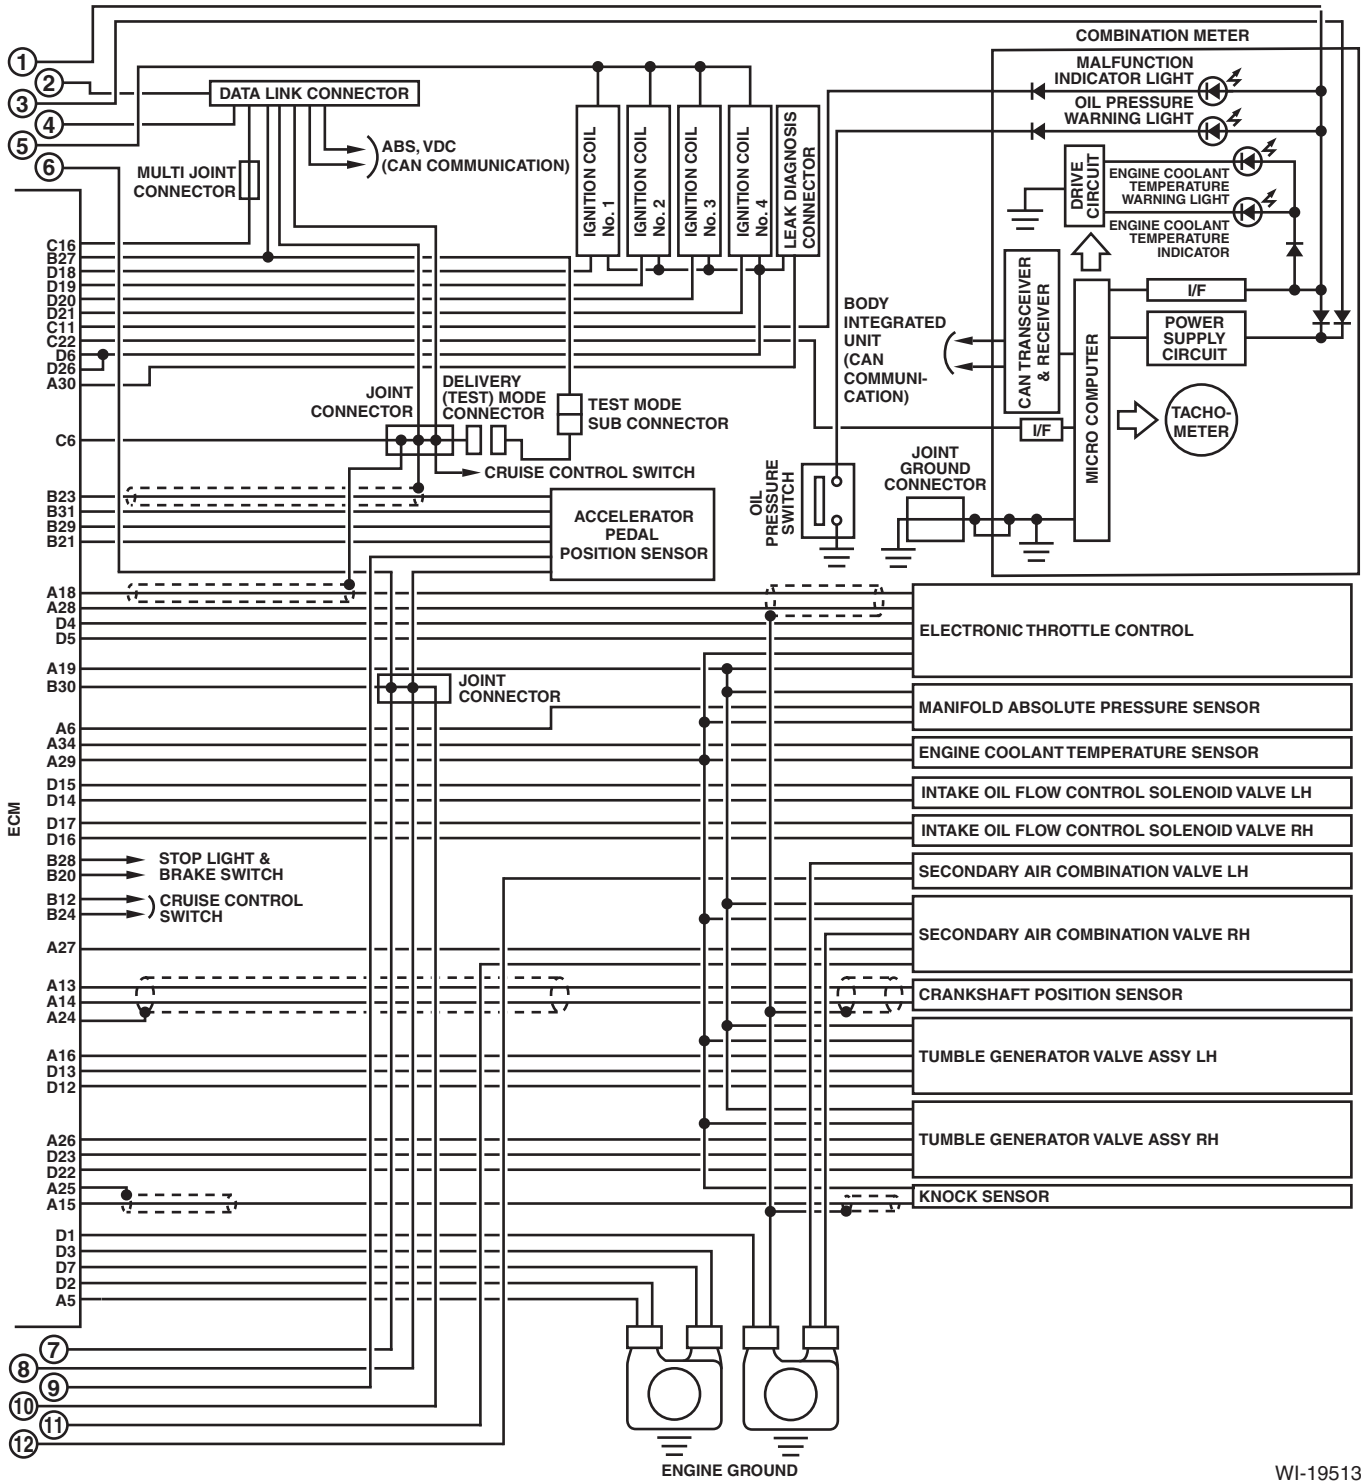 COMBINATION METER
1
2
3
4
5
6
DATA LINK CONNECTOR
MULTI JOINT
CONNECTOR
ABS, VDC
(CAN COMMUNICATION)
IGNITION COIL
No. 1
IGNITION COIL
No. 2
IGNITION COIL
No. 3
IGNITION COIL
No. 4
LEAK DIAGNOSIS
CONNECTOR
MALFUNCTION
INDICATOR LIGHT
OIL PRESSURE
WARNING LIGHT
DRIVE
CIRCUIT
ENGINE COOLANT
TEMPERATURE
WARNING LIGHT
ENGINE COOLANT
TEMPERATURE
INDICATOR
I/F
POWER
SUPPLY
CIRCUIT
CAN TRANSCEIVER
& RECEIVER
MICRO COMPUTER
TACHO-
METER
I/F
BODY
INTEGRATED
UNIT
(CAN
COMMUNI-
CATION)
JOINT
GROUND
CONNECTOR
OIL
PRESSURE
SWITCH
C16
B27
D18
D19
D20
D21
C11
C22
D6
D26
A30
JOINT
CONNECTOR
DELIVERY
(TEST) MODE
CONNECTOR
TEST MODE
SUB CONNECTOR
C6
CRUISE CONTROL SWITCH
B23
B31
B29
B21
ACCELERATOR
PEDAL
POSITION SENSOR
A18
A28
D4
D5
ELECTRONIC THROTTLE CONTROL
A19
B30
JOINT
CONNECTOR
A6
MANIFOLD ABSOLUTE PRESSURE SENSOR
A34
A29
ENGINE COOLANT TEMPERATURE SENSOR
D15
D14
INTAKE OIL FLOW CONTROL SOLENOID VALVE LH
ECM
D17
D16
INTAKE OIL FLOW CONTROL SOLENOID VALVE RH
B28
B20
STOP LIGHT &
BRAKE SWITCH
SECONDARY AIR COMBINATION VALVE LH
B12
B24
CRUISE CONTROL
SWITCH
A27
SECONDARY AIR COMBINATION VALVE RH
A13
A14
A24
CRANKSHAFT POSITION SENSOR
A16
D13
D12
TUMBLE GENERATOR VALVE ASSY LH
A26
D23
D22
TUMBLE GENERATOR VALVE ASSY RH
A25
A15
KNOCK SENSOR
D1
D3
D7
D2
A5
7
8
9
10
11
12
ENGINE GROUND
WI-19513